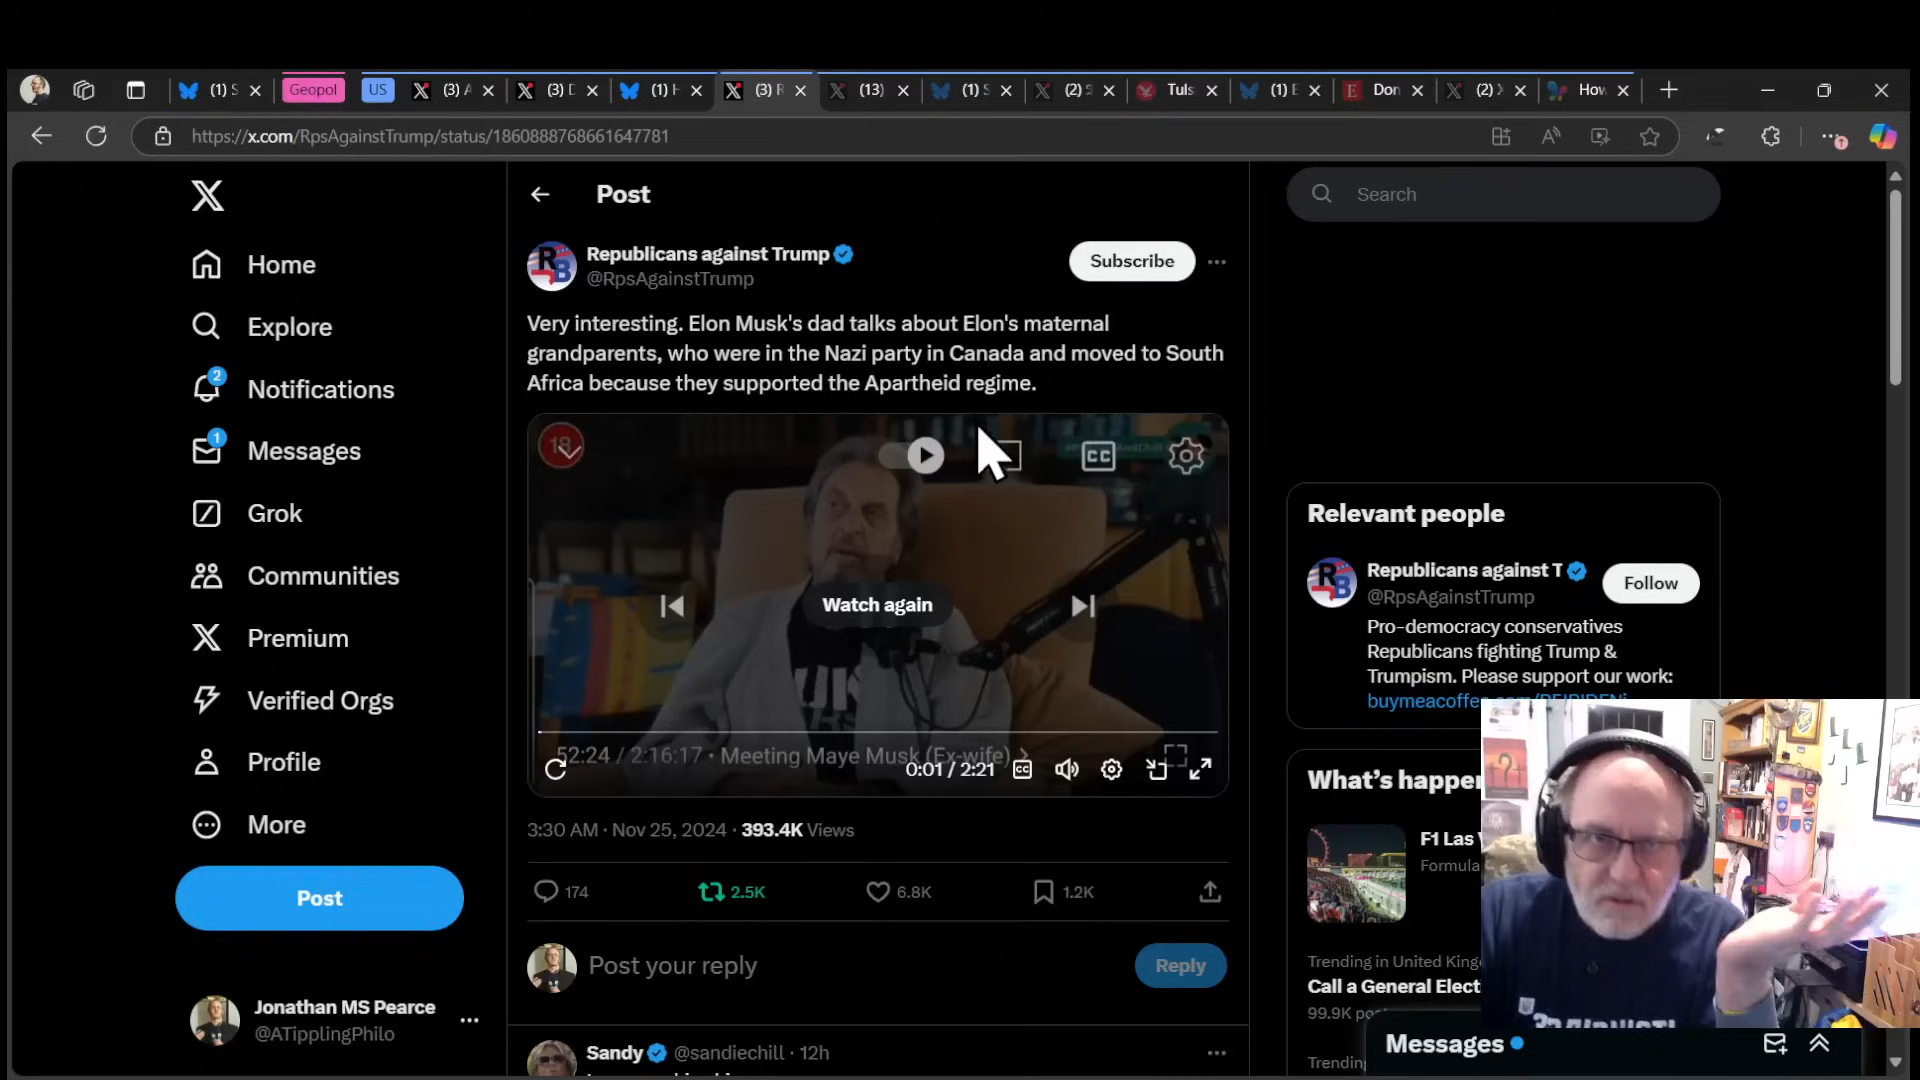 (1) S
Geopol
US
(3) A
(3) D
(1) H
(3) R
(13)
(1) S
(2) 9
Tuls
(1) E
Don
(2) X
How
https://x.com/RpsAgainstTrump/status/1860888768661647781
Home
Explore
2
Notifications
1
Messages
Grok
Communities
Premium
Verified Orgs
Profile
More
Post
Jonathan MS Pearce
@ATipplingPhilo
Post
Republicans against Trump
@RpsAgainstTrump
Subscribe
Very interesting. Elon Musk's dad talks about Elon's maternal
grandparents, who were in the Nazi party in Canada and moved to South
Africa because they supported the Apartheid regime.
18
CC
Watch again
52:24 / 2:16:17 • Meeting Maye Musk (Ex-wife)
0:01 / 2:21
3:30 AM · Nov 25, 2024 · 393.4K Views
174
2.5K
6.8K
1.2K
Post your reply
Reply
Sandy @sandiechill · 12h
Search
Relevant people
Republicans against T
@RpsAgainstTrump
Follow
Pro-democracy conservatives
Republicans fighting Trump &
Trumpism. Please support our work:
What's happen
F1 Las
Formula
Trending in United King
Call a General Elect
99.9K po
Trending
Messages